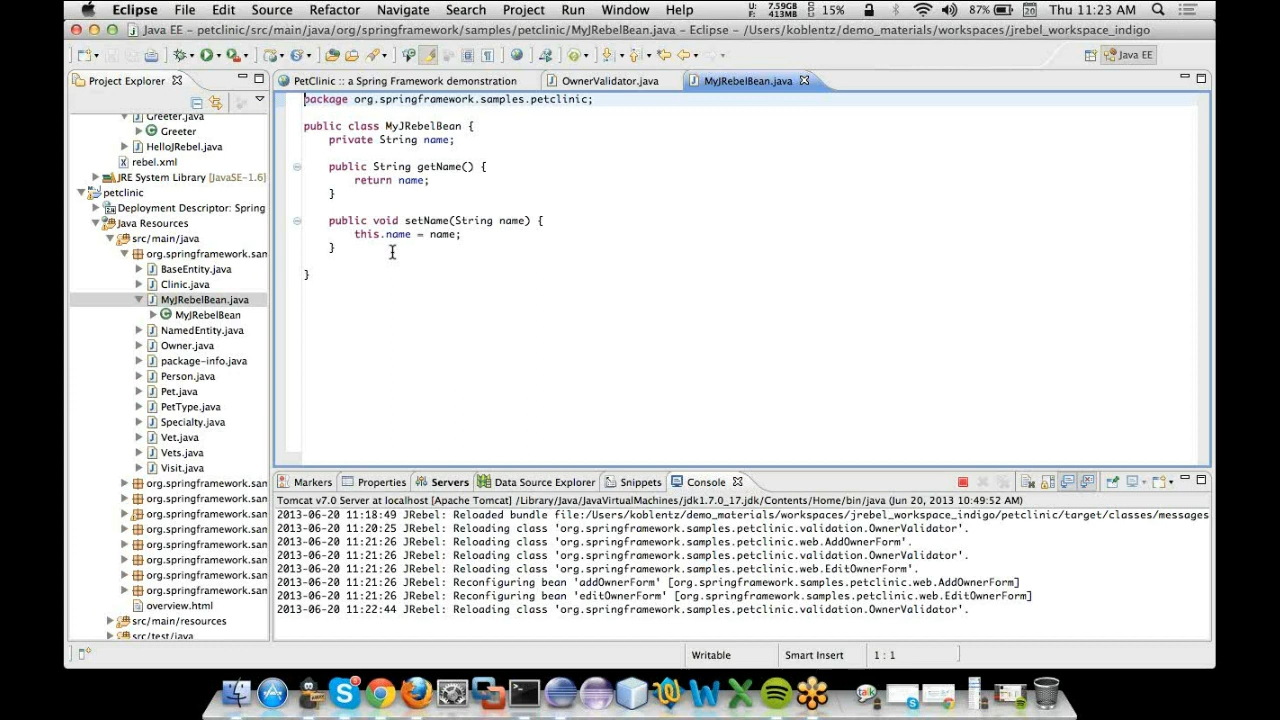 Eclipse File Edit Source Refactor Navigate Search Project Run Window Help U: 7.59GB F: 413MB 15% 87% 20 Thu 11:23 AM
Java EE - petclinic/src/main/java/org/springframework/samples/petclinic/MyJRebelBean.java - Eclipse - /Users/koblentz/demo_materials/workspaces/jrebel_workspace_indigo
Java EE
Project Explorer
Greeter.java
Greeter
HelloJRebel.java
rebel.xml
JRE System Library [JavaSE-1.6]
petclinic
Deployment Descriptor: Spring
Java Resources
src/main/java
org.springframework.sam
BaseEntity.java
Clinic.java
MyJRebelBean.java
MyJRebelBean
NamedEntity.java
Owner.java
package-info.java
Person.java
Pet.java
PetType.java
Specialty.java
Vet.java
Vets.java
Visit.java
org.springframework.sam
org.springframework.sam
org.springframework.sam
org.springframework.sam
org.springframework.sam
org.springframework.sam
org.springframework.sam
org.springframework.sam
overview.html
src/main/resources
src/test/java
PetClinic :: a Spring Framework demonstration OwnerValidator.java MyJRebelBean.java
package org.springframework.samples.petclinic;
public class MyJRebelBean {
private String name;
public String getName() {
return name;
}
public void setName(String name) {
this.name = name;
}
}
Markers Properties Servers Data Source Explorer Snippets Console
Tomcat v7.0 Server at localhost [Apache Tomcat] /Library/Java/JavaVirtualMachines/jdk1.7.0_17.jdk/Contents/Home/bin/java (Jun 20, 2013 10:49:52 AM)
2013-06-20 11:18:49 JRebel: Reloaded bundle file:/Users/koblentz/demo_materials/workspaces/jrebel_workspace_indigo/petclinic/target/classes/messages
2013-06-20 11:20:25 JRebel: Reloading class 'org.springframework.samples.petclinic.validation.OwnerValidator'.
2013-06-20 11:21:26 JRebel: Reloading class 'org.springframework.samples.petclinic.web.AddOwnerForm'.
2013-06-20 11:21:26 JRebel: Reloading class 'org.springframework.samples.petclinic.validation.OwnerValidator'.
2013-06-20 11:21:26 JRebel: Reloading class 'org.springframework.samples.petclinic.web.EditOwnerForm'.
2013-06-20 11:21:26 JRebel: Reconfiguring bean 'addOwnerForm' [org.springframework.samples.petclinic.web.AddOwnerForm]
2013-06-20 11:21:26 JRebel: Reconfiguring bean 'editOwnerForm' [org.springframework.samples.petclinic.web.EditOwnerForm]
2013-06-20 11:22:44 JRebel: Reloading class 'org.springframework.samples.petclinic.validation.OwnerValidator'.
Writable Smart Insert 1 : 1
talk